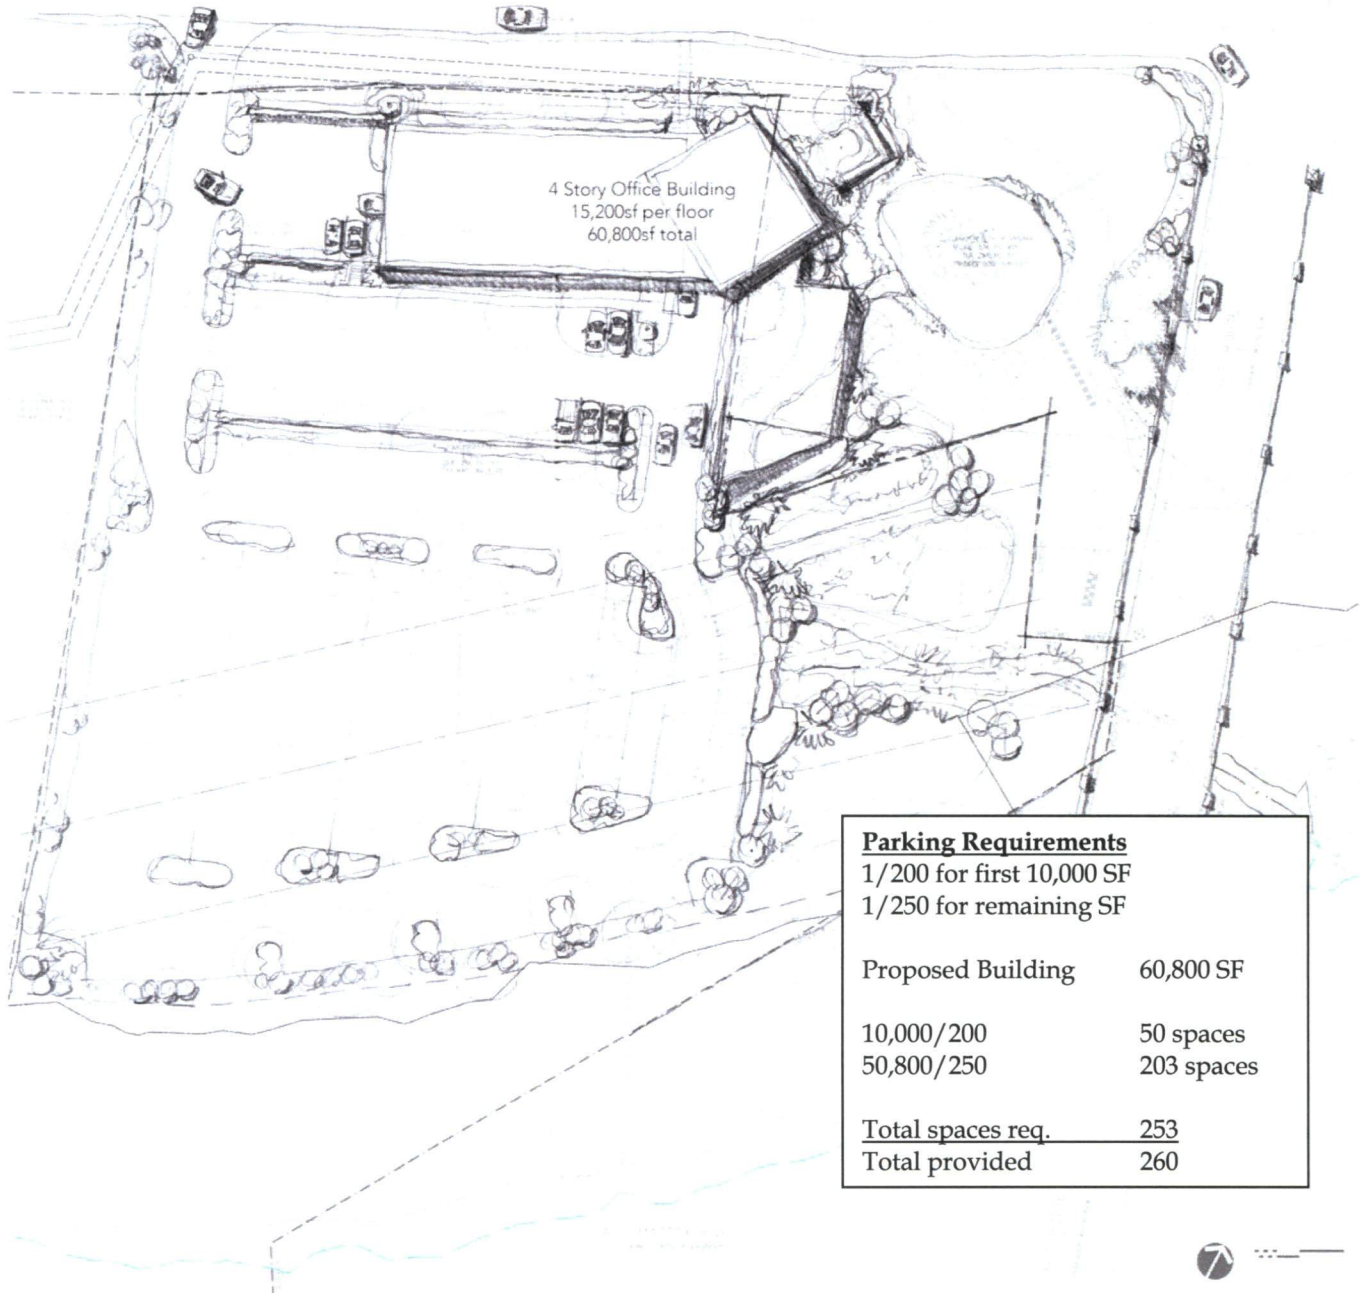 4 Story Office Building
15,200sf per floor
60,800sf total
Parking Requirements
1/200 for first 10,000 SF
1/250 for remaining SF
Proposed Building 60,800 SF
10,000/200 50 spaces
50,800/250 203 spaces
Total spaces req. 253
Total provided 260